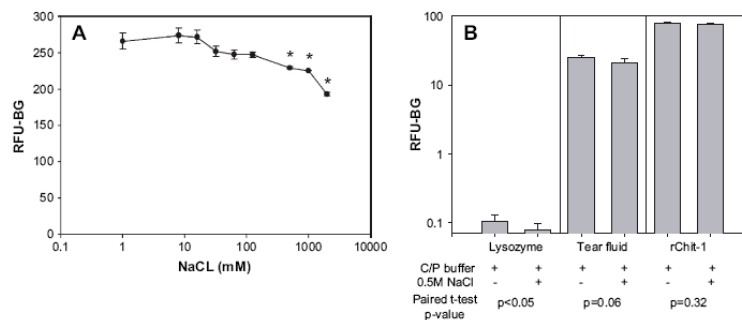 A
300
250
200
150
100
50
0
RFU-BG
0.1 1 10 100 1000 10000
* * *
NaCL (mM)
B
100
10
1
0.1
RFU-BG
Lysozyme Tear fluid rChit-1
C/P buffer + + + + + +
0.5M NaCl - + - + - +
Paired t-test p<0.05 p=0.06 p=0.32
p-value